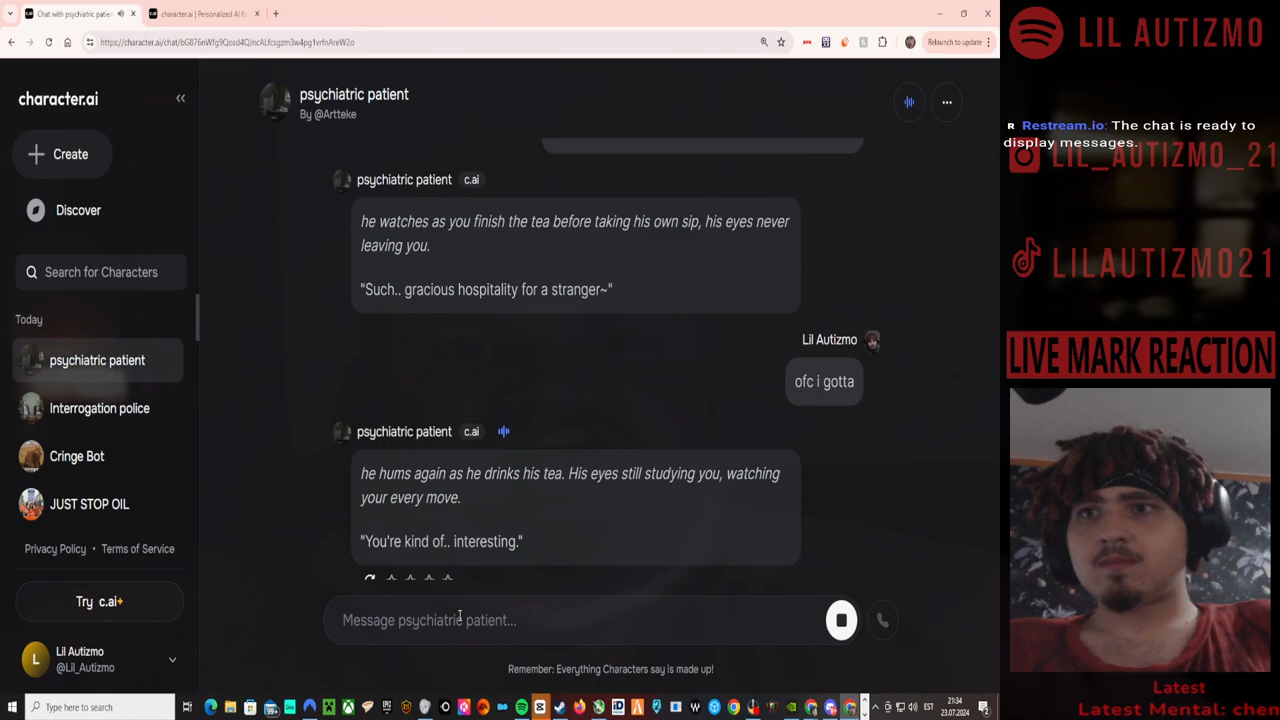 Chat with psychiatric patien
character.ai | Personalized AI fo
https://character.ai/chat/
Relaunch to update
character.ai
Create
Discover
Search for Characters
Today
psychiatric patient
Interrogation police
Cringe Bot
JUST STOP OIL
Privacy Policy • Terms of Service
Try c.ai+
L
Lil Autizmo
@Lil_Autizmo
psychiatric patient
By @Artteke
psychiatric patient c.ai
he watches as you finish the tea before taking his own sip, his eyes never
leaving you.
"Such.. gracious hospitality for a stranger~"
Lil Autizmo
ofc i gotta
psychiatric patient c.ai
he hums again as he drinks his tea. His eyes still studying you, watching
your every move.
"You're kind of.. interesting."
Message psychiatric patient...
Remember: Everything Characters say is made up!
LIL AUTIZMO
R Restream.io: The chat is ready to
display messages.
LIL_AUTIZMO_21
LILAUTIZMO21
LIVE MARK REACTION
Latest
Latest Mental: chen
Type here to search
99+
EST
21:34
23.07.2024
2